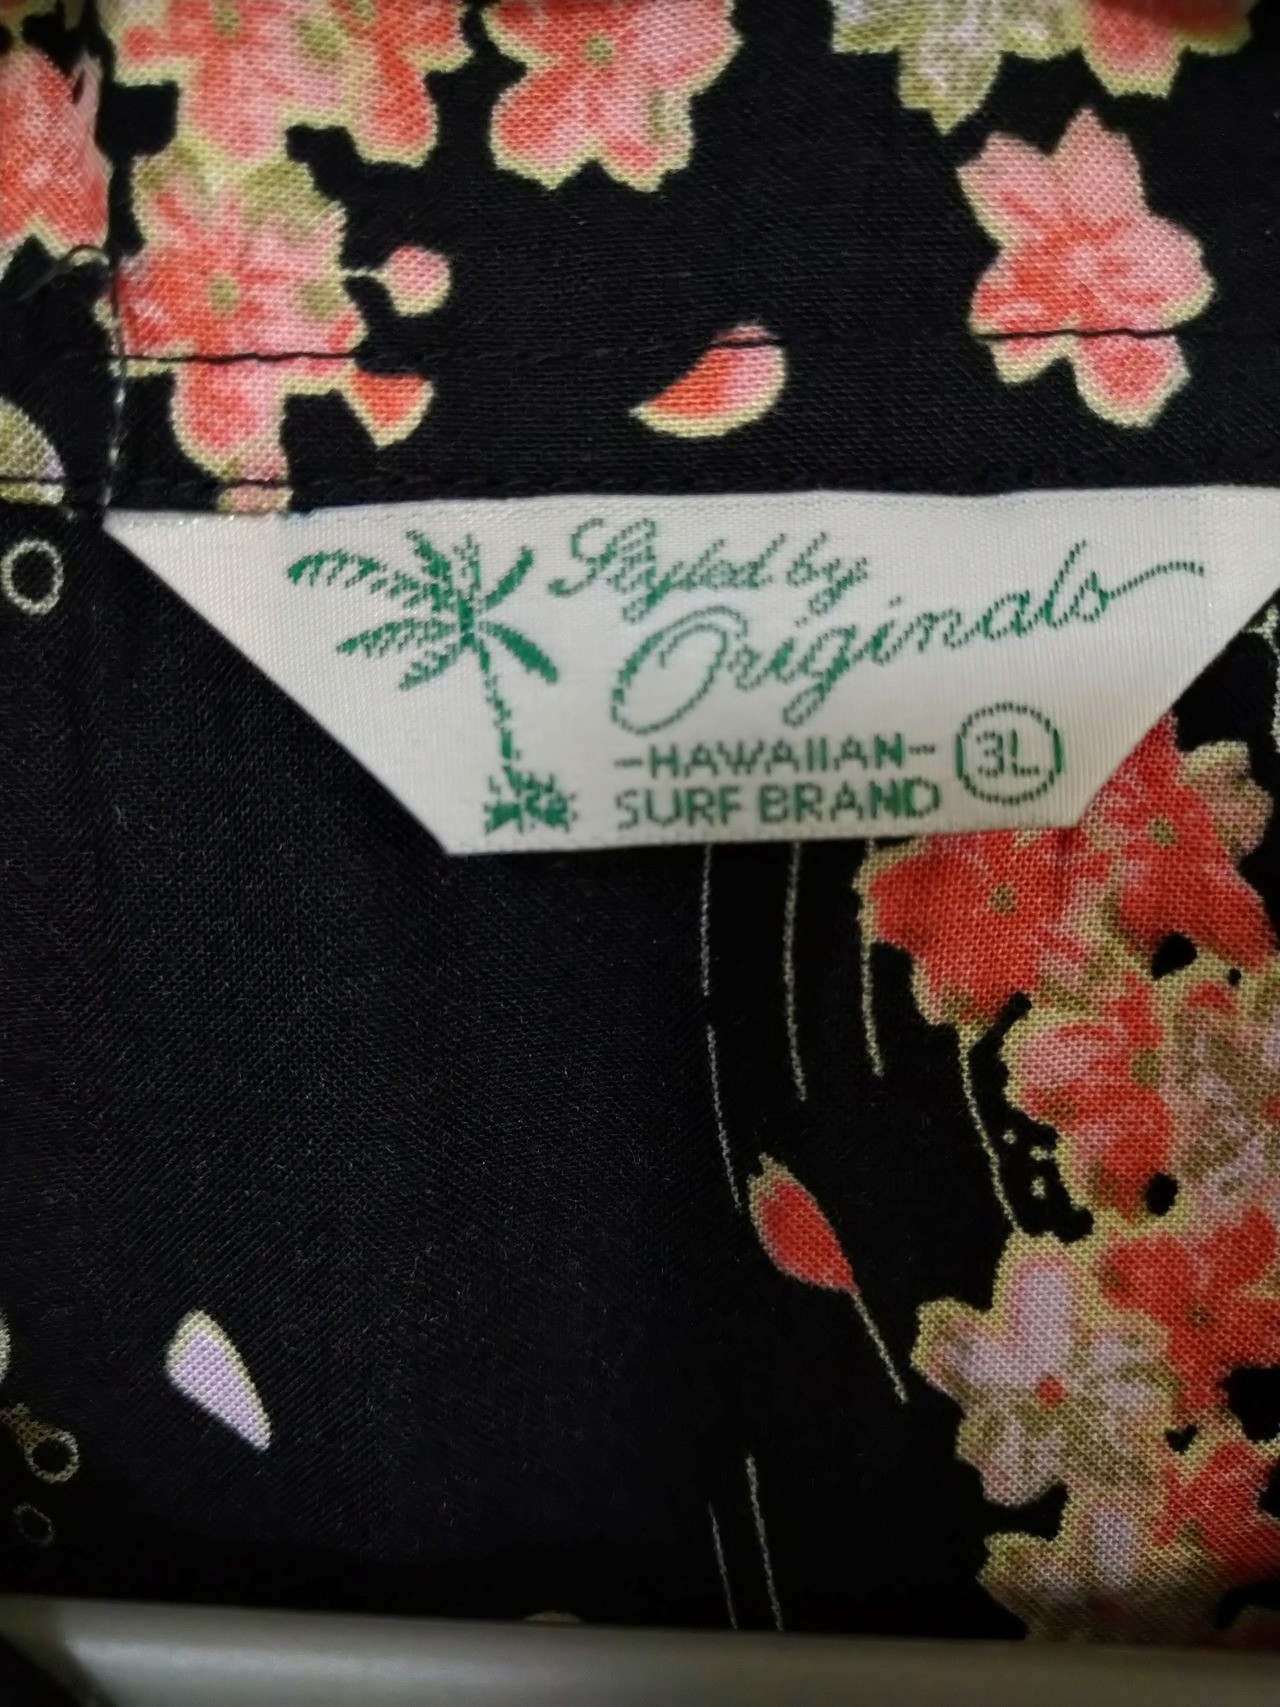 Styled by
Originals
-HAWAIIAN-
SURF BRAND
3L